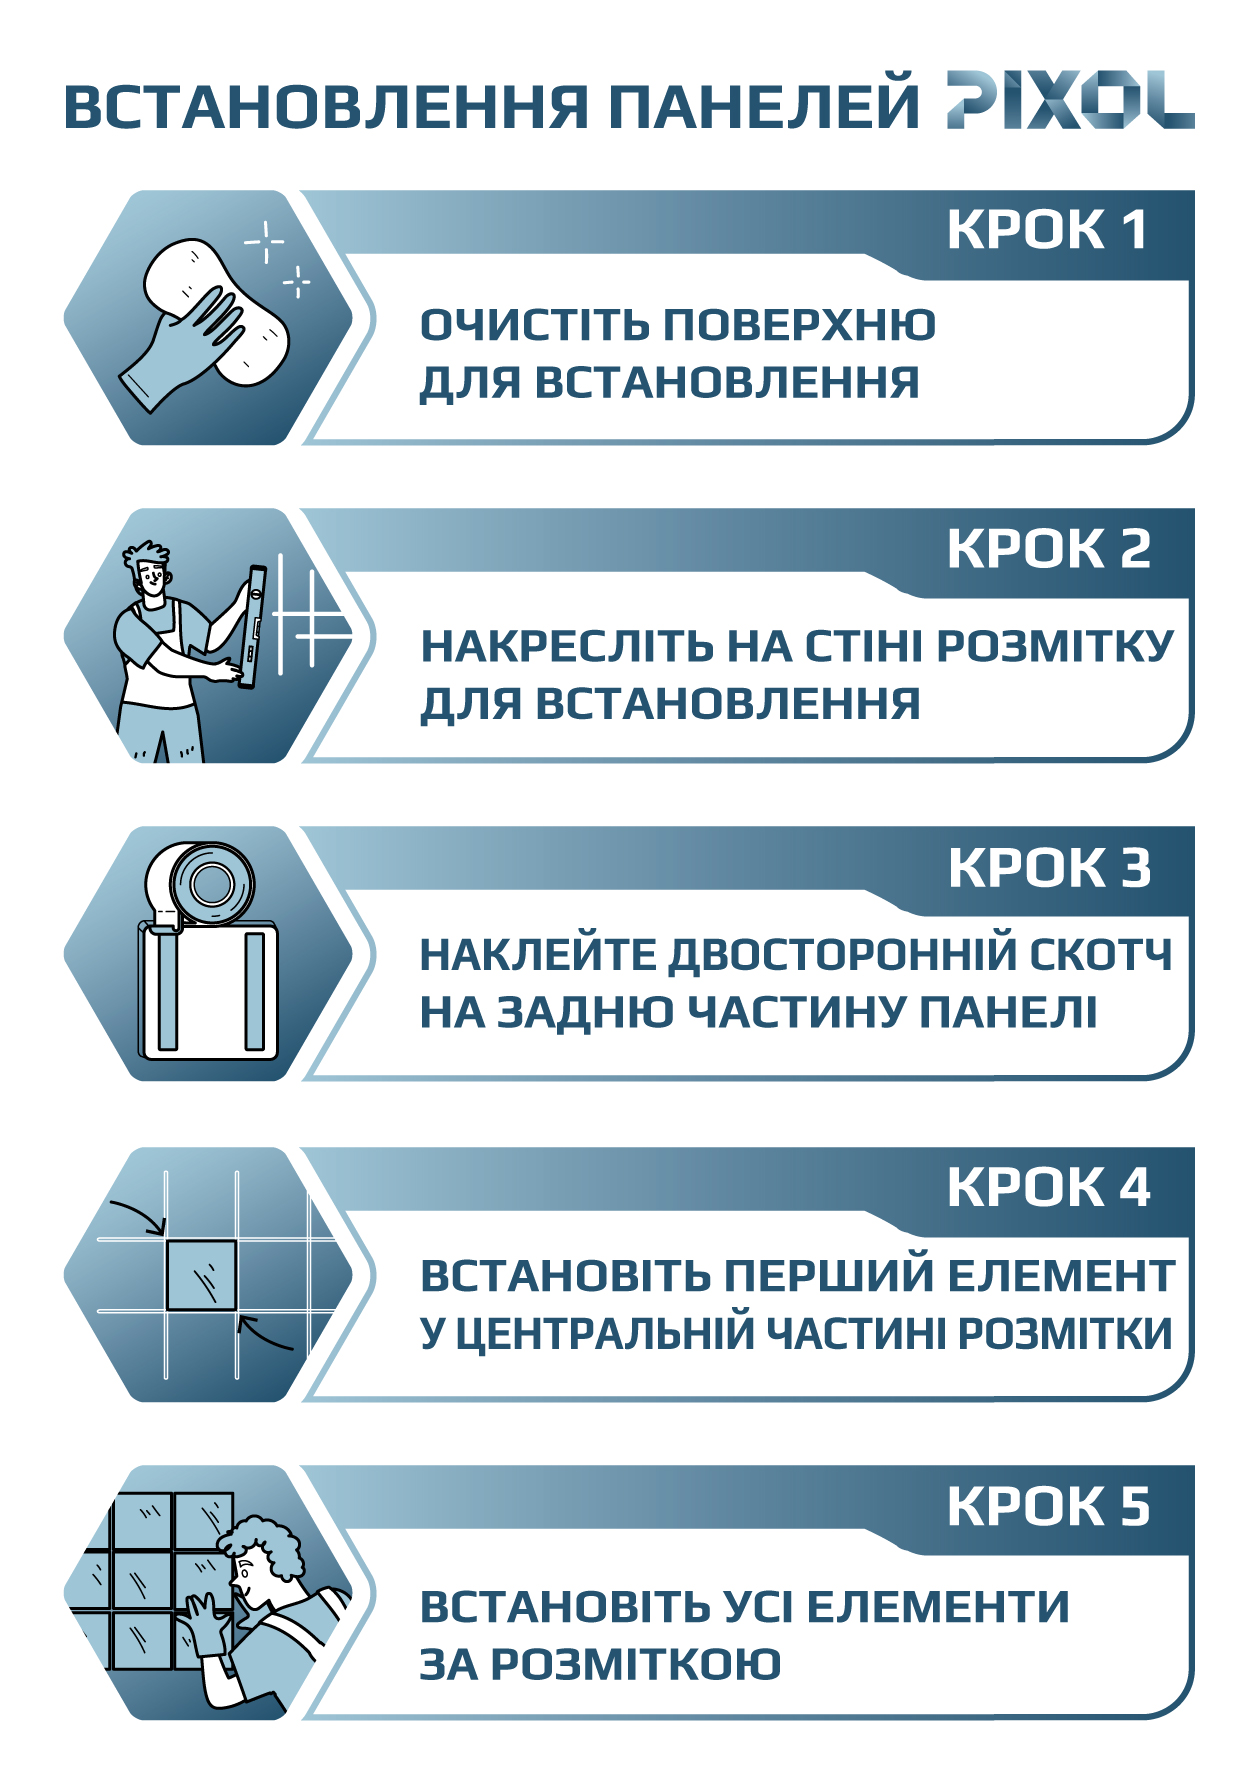 ВСТАНОВЛЕННЯ ПАНЕЛЕЙ PIXOL
КРОК 1
ОЧИСТІТЬ ПОВЕРХНЮ
ДЛЯ ВСТАНОВЛЕННЯ
КРОК 2
НАКРЕСЛІТЬ НА СТІНІ РОЗМІТКУ
ДЛЯ ВСТАНОВЛЕННЯ
КРОК 3
НАКЛЕЙТЕ ДВОСТОРОННІЙ СКОТЧ
НА ЗАДНЮ ЧАСТИНУ ПАНЕЛІ
КРОК 4
ВСТАНОВІТЬ ПЕРШИЙ ЕЛЕМЕНТ
У ЦЕНТРАЛЬНІЙ ЧАСТИНІ РОЗМІТКИ
КРОК 5
ВСТАНОВІТЬ УСІ ЕЛЕМЕНТИ
ЗА РОЗМІТКОЮ